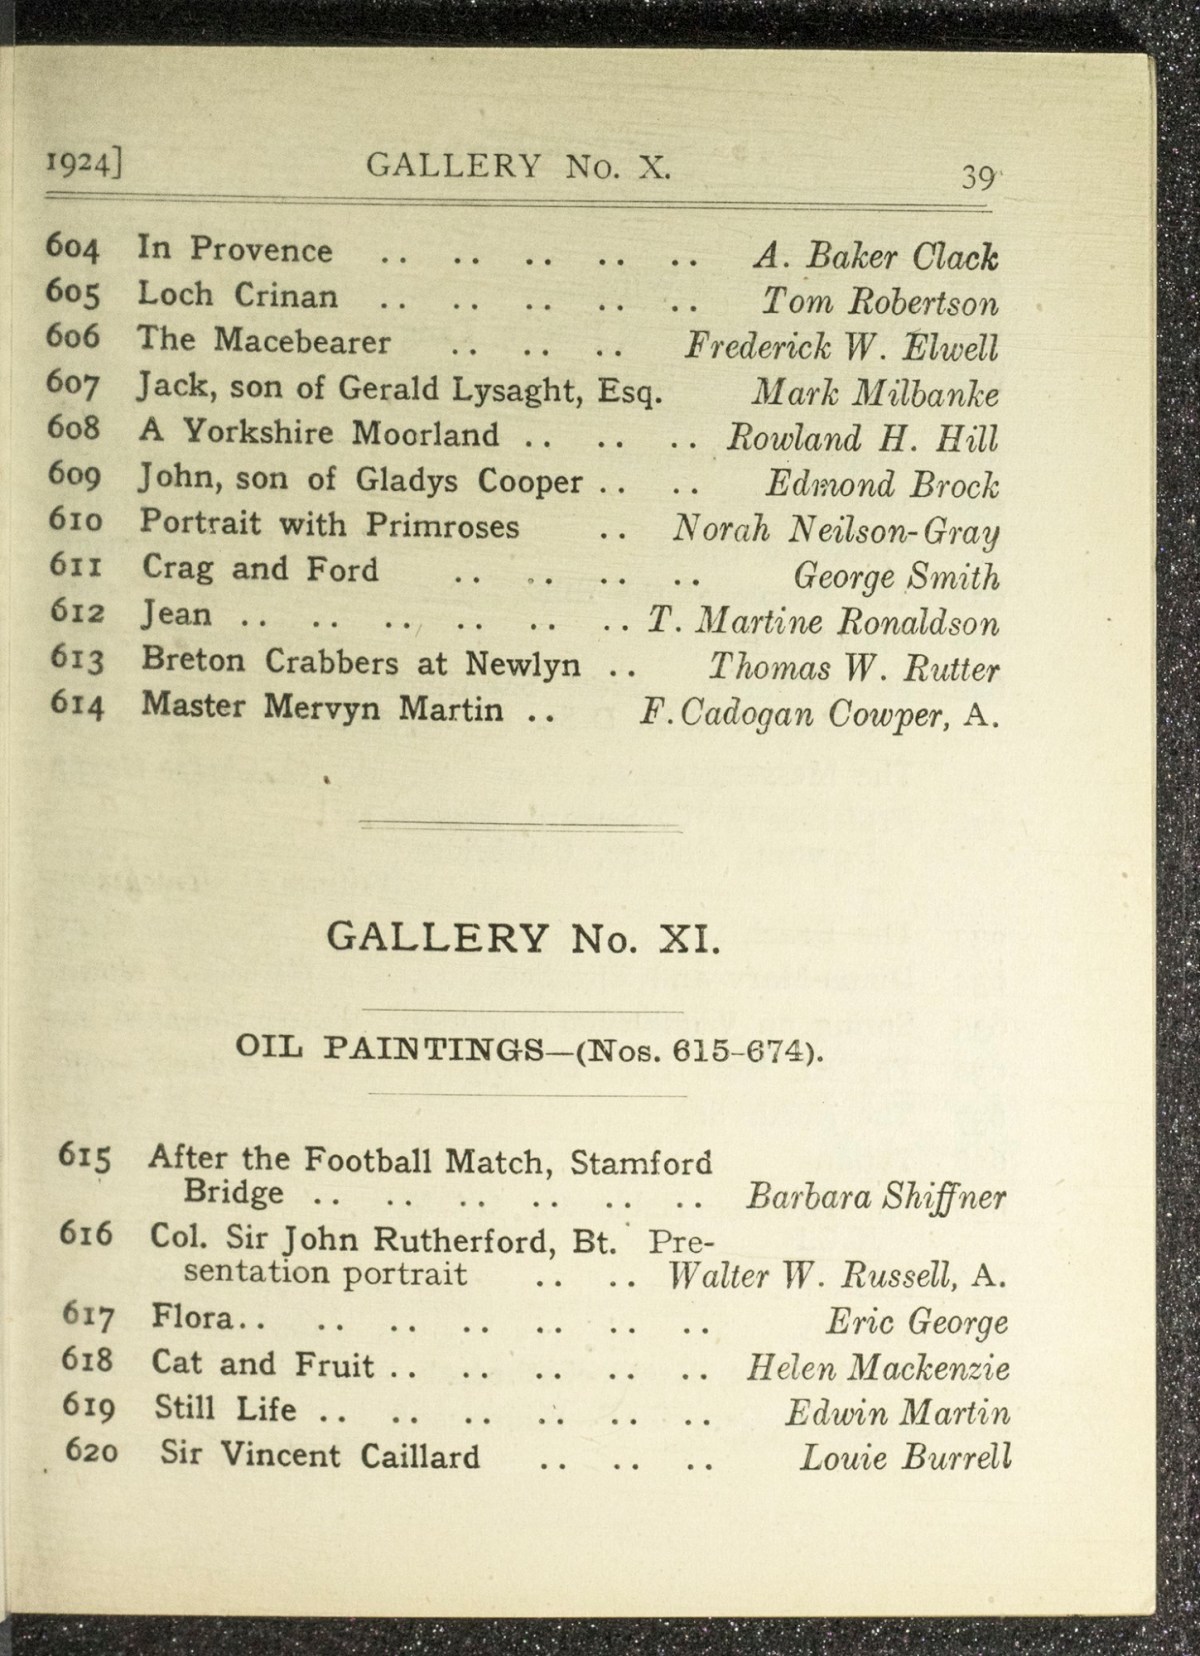 1924] GALLERY No. X. 39
604 In Provence .. .. .. .. .. A. Baker Clack
605 Loch Crinan .. .. .. .. .. Tom Robertson
606 The Macebearer .. .. .. Frederick W. Elwell
607 Jack, son of Gerald Lysaght, Esq. Mark Milbanke
608 A Yorkshire Moorland .. .. .. Rowland H. Hill
609 John, son of Gladys Cooper .. .. Edmond Brock
610 Portrait with Primroses .. Norah Neilson-Gray
611 Crag and Ford .. .. .. .. George Smith
612 Jean .. .. .. .. .. .. T. Martine Ronaldson
613 Breton Crabbers at Newlyn .. Thomas W. Rutter
614 Master Mervyn Martin .. F. Cadogan Cowper, A.
GALLERY No. XI.
OIL PAINTINGS—(Nos. 615-674).
615 After the Football Match, Stamford
Bridge .. .. .. .. .. .. Barbara Shiffner
616 Col. Sir John Rutherford, Bt. Pre-
sentation portrait .. .. Walter W. Russell, A.
617 Flora.. .. .. .. .. .. .. Eric George
618 Cat and Fruit .. .. .. .. .. Helen Mackenzie
619 Still Life .. .. .. .. .. .. Edwin Martin
620 Sir Vincent Caillard .. .. .. Louie Burrell